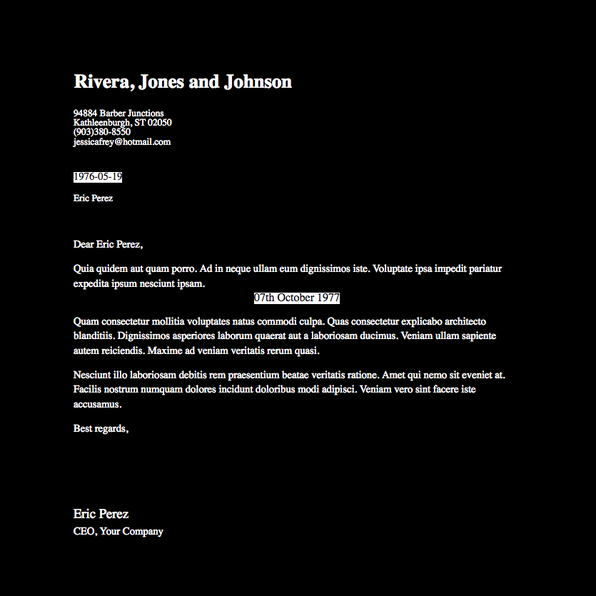 Rivera, Jones and Johnson
94884 Barber Junctions
Kathleenburgh, ST 02050
(903)380-8550
jessicafrey@hotmail.com
1976-05-19
Eric Perez
Dear Eric Perez,
Quia quidem aut quam porro. Ad in neque ullam eum dignissimos iste. Voluptate ipsa impedit pariatur
expedita ipsum nesciunt ipsam.
07th October 1977
Quam consectetur mollitia voluptates natus commodi culpa. Quas consectetur explicabo architecto
blanditiis. Dignissimos asperiores laborum quaerat aut a laboriosam ducimus. Veniam ullam sapiente
autem reiciendis. Maxime ad veniam veritatis rerum quasi.
Nesciunt illo laboriosam debitis rem praesentium beatae veritatis ratione. Amet qui nemo sit eveniet at.
Facilis nostrum numquam dolores incidunt doloribus modi adipisci. Veniam vero sint facere iste
accusamus.
Best regards,
Eric Perez
CEO, Your Company